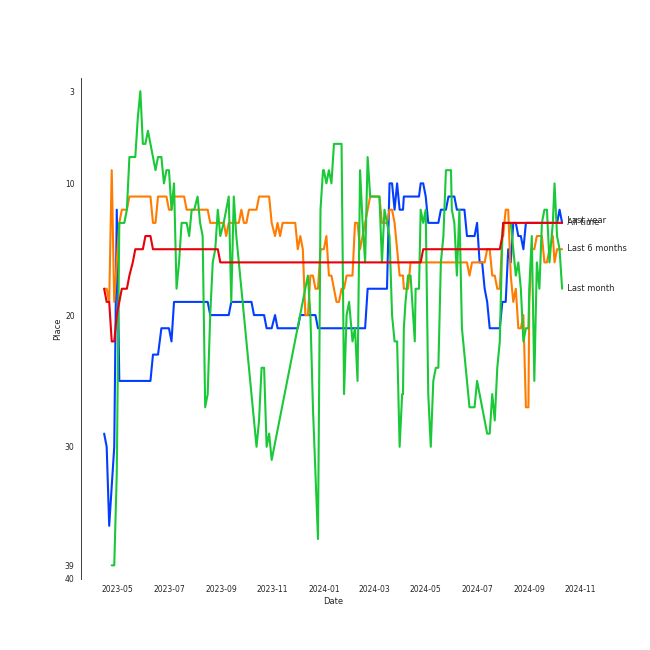 3
10
20
30
39
40
Place
2023-05
2023-07
2023-09
2023-11
2024-01
2024-03
2024-05
2024-07
2024-09
2024-11
Date
Last year
All time
Last 6 months
Last month